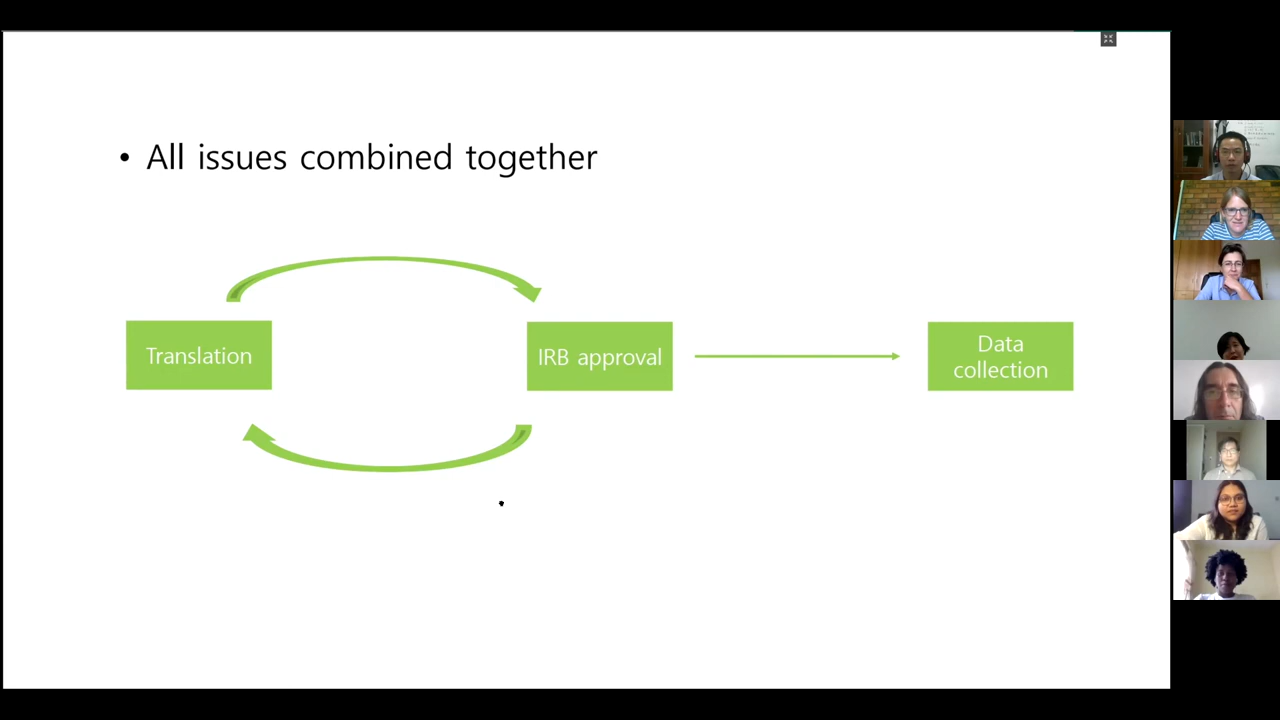 • All issues combined together
Translation
IRB approval
Data
collection